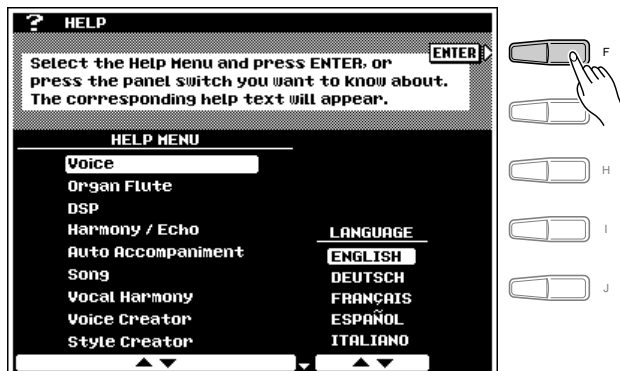 ? HELP
ENTER
Select the Help Menu and press ENTER, or
press the panel switch you want to know about.
The corresponding help text will appear.
HELP MENU
Voice
Organ Flute
DSP
Harmony / Echo
Auto Accompaniment
Song
Vocal Harmony
Voice Creator
Style Creator
LANGUAGE
ENGLISH
DEUTSCH
FRANÇAIS
ESPAÑOL
ITALIANO
F
H
I
J